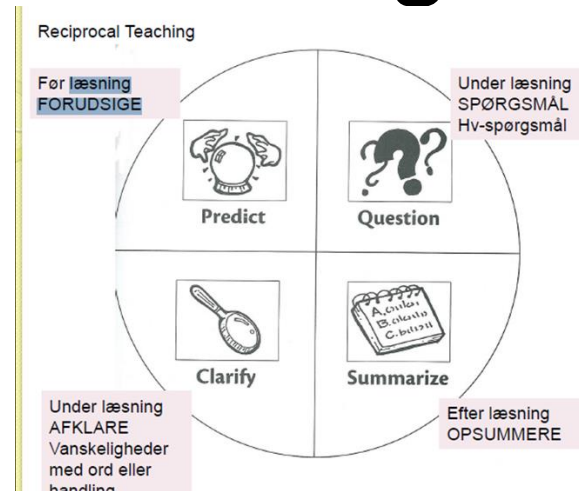 Reciprocal Teaching
Før læsning
FORUDSIGE
Under læsning
SPØRGSMÅL
Hv-spørgsmål
Predict
Question
Clarify
Summarize
Under læsning
AFKLARE
Vanskeligheder
med ord eller
handling
Efter læsning
OPSUMMERE